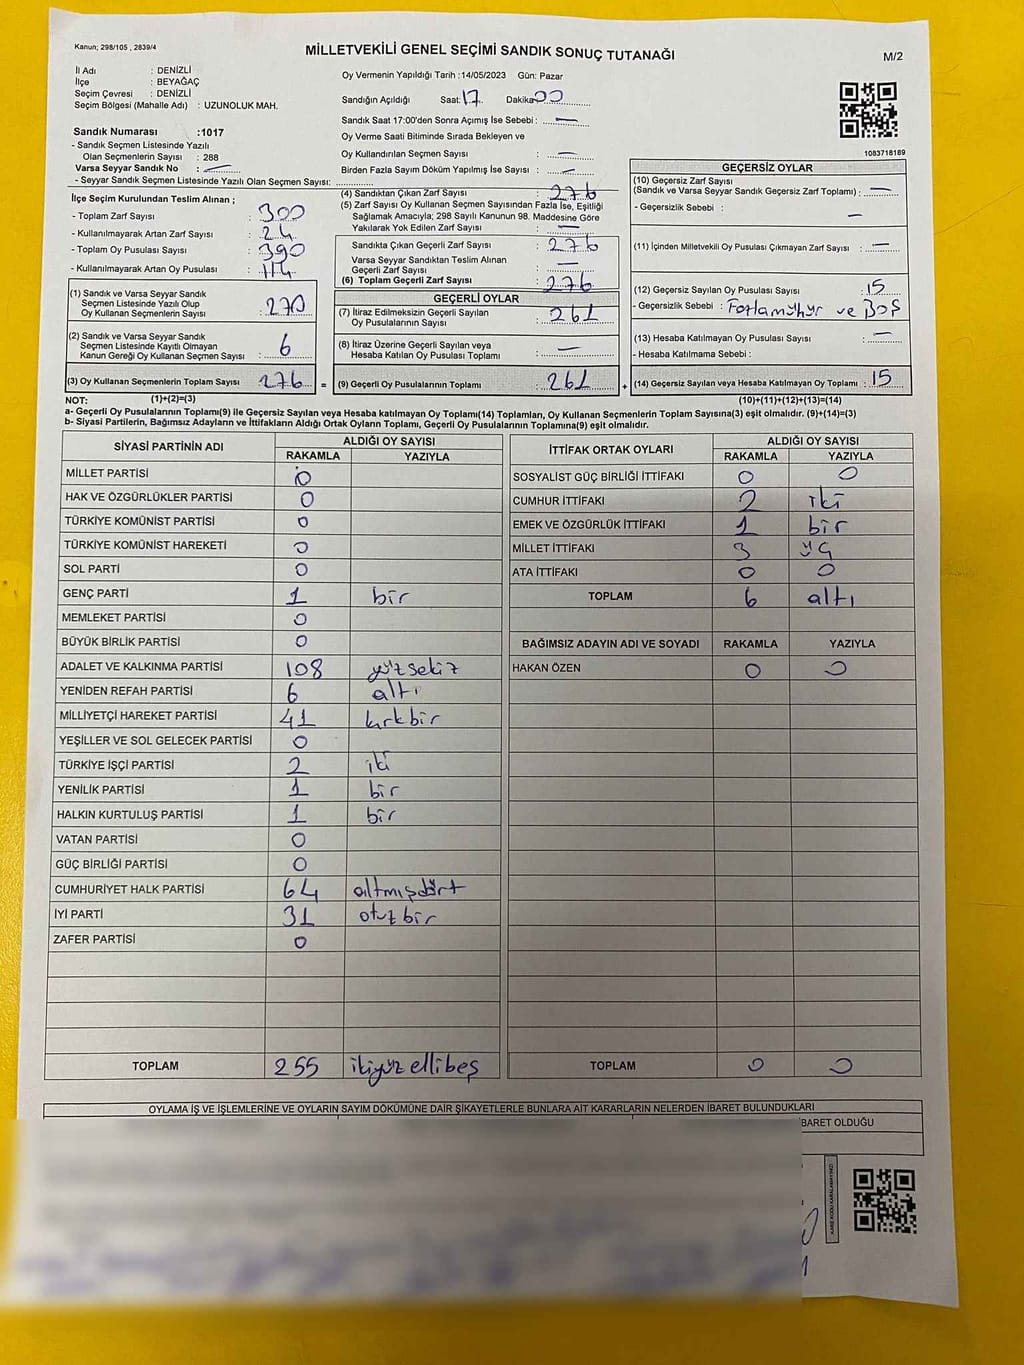 Kanun; 298/105 , 2839/4
MİLLETVEKİLİ GENEL SEÇİMİ SANDIK SONUÇ TUTANAĞI
M/2
İl Adı : DENİZLİ
İlçe : BEYAĞAÇ
Seçim Çevresi : DENİZLİ
Seçim Bölgesi (Mahalle Adı) : UZUNOLUK MAH.
Sandık Numarası :1017
- Sandık Seçmen Listesinde Yazılı
Olan Seçmenlerin Sayısı : 288
Varsa Seyyar Sandık No : —
- Seyyar Sandık Seçmen Listesinde Yazılı Olan Seçmen Sayısı:
Oy Vermenin Yapıldığı Tarih :14/05/2023 Gün: Pazar
Sandığın Açıldığı Saat: 17 Dakika 00
Sandık Saat 17:00'den Sonra Açımış İse Sebebi : —
Oy Verme Saati Bitiminde Sırada Bekleyen ve
Oy Kullandırılan Seçmen Sayısı : —
Birden Fazla Sayım Döküm Yapılmış İse Sayısı : —
1083718189
İlçe Seçim Kurulundan Teslim Alınan ;
- Toplam Zarf Sayısı : 300
- Kullanılmayarak Artan Zarf Sayısı : 24
- Toplam Oy Pusulası Sayısı : 390
- Kullanılmayarak Artan Oy Pusulası : 114
(1) Sandık ve Varsa Seyyar Sandık
Seçmen Listesinde Yazılı Olup
Oy Kullanan Seçmenlerin Sayısı : 270
(2) Sandık ve Varsa Seyyar Sandık
Seçmen Listesinde Kayıtlı Olmayan
Kanun Gereği Oy Kullanan Seçmen Sayısı : 6
(3) Oy Kullanan Seçmenlerin Toplam Sayısı 276 =
(4) Sandıktan Çıkan Zarf Sayısı : 276
(5) Zarf Sayısı Oy Kullanan Seçmen Sayısından Fazla İse, Eşitliği
Sağlamak Amacıyla; 298 Sayılı Kanunun 98. Maddesine Göre
Yakılarak Yok Edilen Zarf Sayısı : —
Sandıkta Çıkan Geçerli Zarf Sayısı : 276
Varsa Seyyar Sandıktan Teslim Alınan
Geçerli Zarf Sayısı : —
(6) Toplam Geçerli Zarf Sayısı : 276
GEÇERLİ OYLAR
(7) İtiraz Edilmeksizin Geçerli Sayılan
Oy Pusulasının Sayısı : 261
(8) İtiraz Üzerine Geçerli Sayılan veya
Hesaba Katılan Oy Pusulası Toplamı : —
(9) Geçerli Oy Pusulalarının Toplamı : 261 +
GEÇERSİZ OYLAR
(10) Geçersiz Zarf Sayısı
(Sandık ve Varsa Seyyar Sandık Geçersiz Zarf Toplamı) : —
- Geçersizlik Sebebi : —
(11) İçinden Milletvekili Oy Pusulası Çıkmayan Zarf Sayısı : —
(12) Geçersiz Sayılan Oy Pusulası Sayısı : 15
- Geçersizlik Sebebi : Fazlamühür ve BOŞ
(13) Hesaba Katılmayan Oy Pusulası Sayısı : —
- Hesaba Katılmama Sebebi :
(14) Geçersiz Sayılan veya Hesaba Katılmayan Oy Toplamı : 15
NOT: (1)+(2)=(3) (10)+(11)+(12)+(13)=(14)
a- Geçerli Oy Pusulalarının Toplamı(9) ile Geçersiz Sayılan veya Hesaba katılmayan Oy Toplamı(14) Toplamları, Oy Kullanan Seçmenlerin Toplam Sayısına(3) eşit olmalıdır. (9)+(14)=(3)
b- Siyasi Partilerin, Bağımsız Adayların ve İttifakların Aldığı Ortak Oyların Toplamı, Geçerli Oy Pusulalarının Toplamına(9) eşit olmalıdır.
SİYASİ PARTİNİN ADI ALDIĞI OY SAYISI
RAKAMLA YAZIYLA
MİLLET PARTİSİ 0
HAK VE ÖZGÜRLÜKLER PARTİSİ 0
TÜRKİYE KOMÜNİST PARTİSİ 0
TÜRKİYE KOMÜNİST HAREKETİ 0
SOL PARTİ 0
GENÇ PARTİ 1 bir
MEMLEKET PARTİSİ 0
BÜYÜK BİRLİK PARTİSİ 0
ADALET VE KALKINMA PARTİSİ 108 yüzsekiz
YENİDEN REFAH PARTİSİ 6 altı
MİLLİYETÇİ HAREKET PARTİSİ 41 kırkbir
YEŞİLLER VE SOL GELECEK PARTİSİ 0
TÜRKİYE İŞÇİ PARTİSİ 2 iki
YENİLİK PARTİSİ 1 bir
HALKIN KURTULUŞ PARTİSİ 1 bir
VATAN PARTİSİ 0
GÜÇ BİRLİĞİ PARTİSİ 0
CUMHURİYET HALK PARTİSİ 64 altmışdört
İYİ PARTİ 31 otuzbir
ZAFER PARTİSİ 0
TOPLAM 255 ikiyüzellibeş
İTTİFAK ORTAK OYLARI ALDIĞI OY SAYISI
RAKAMLA YAZIYLA
SOSYALİST GÜÇ BİRLİĞİ İTTİFAKI 0 0
CUMHUR İTTİFAKI 2 iki
EMEK VE ÖZGÜRLÜK İTTİFAKI 1 bir
MİLLET İTTİFAKI 3 üç
ATA İTTİFAKI 0 0
TOPLAM 6 altı
BAĞIMSIZ ADAYIN ADI VE SOYADI RAKAMLA YAZIYLA
HAKAN ÖZEN 0 0
TOPLAM 0 0
OYLAMA İŞ VE İŞLEMLERİNE VE OYLARIN SAYIM DÖKÜMÜNE DAİR ŞİKAYETLERLE BUNLARA AİT KARARLARIN NELERDEN İBARET BULUNDUKLARI
BARET OLDUĞU